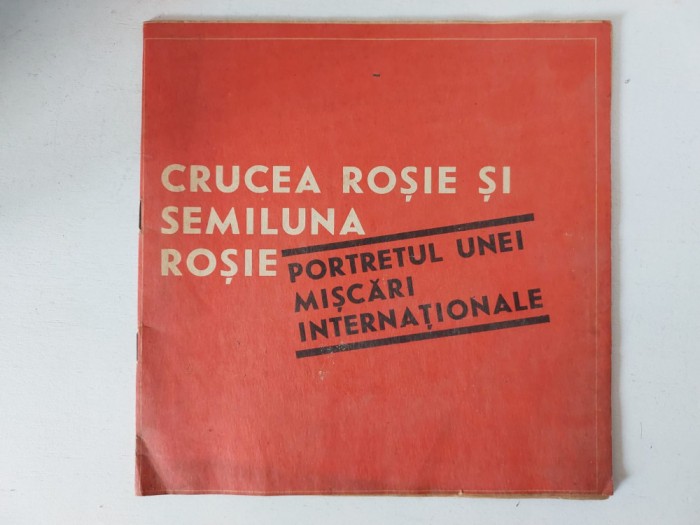 CRUCEA ROȘIE ȘI
SEMILUNA
ROȘIE
PORTRETUL UNEI
MIȘCĂRI
INTERNAȚIONALE